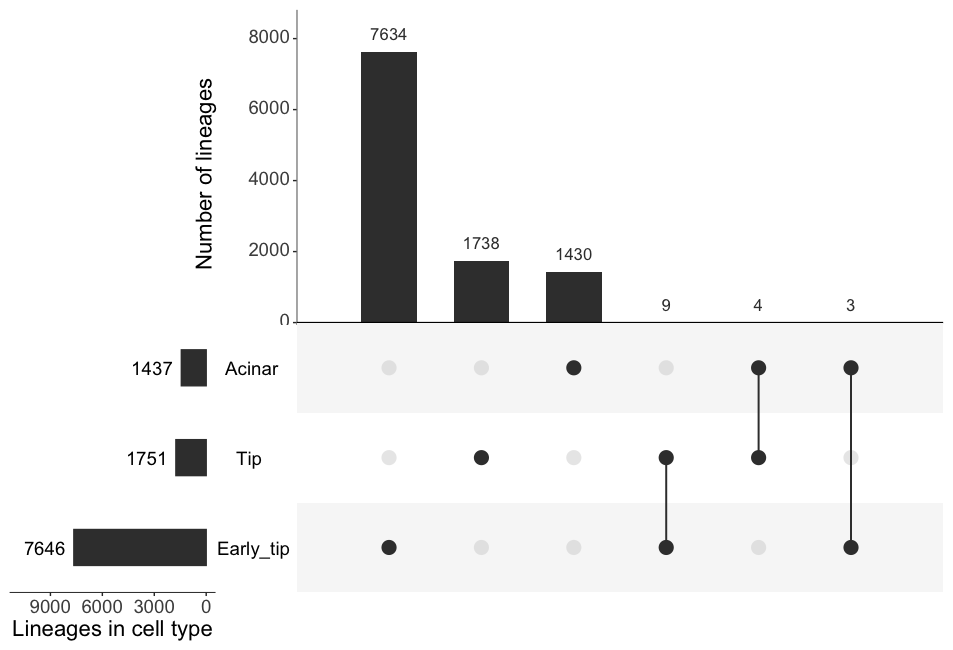 Number of lineages
8000
6000
4000
2000
0
7634
1738
1430
9
4
3
1437 Acinar
1751 Tip
7646 Early_tip
9000 6000 3000 0
Lineages in cell type